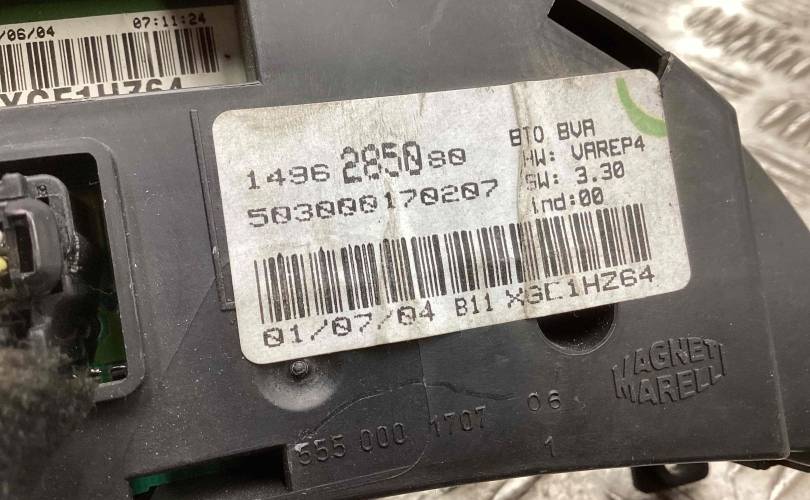 /06/04 07:11:24
XGF1HZ64
1496 2850 80
503000170207
BTO BVA
HW: VAREP4
SW: 3.30
ind:00
01/07/04 B11 XGC1HZ64
MAGNETI
MARELLI
555 000 1707 06
1